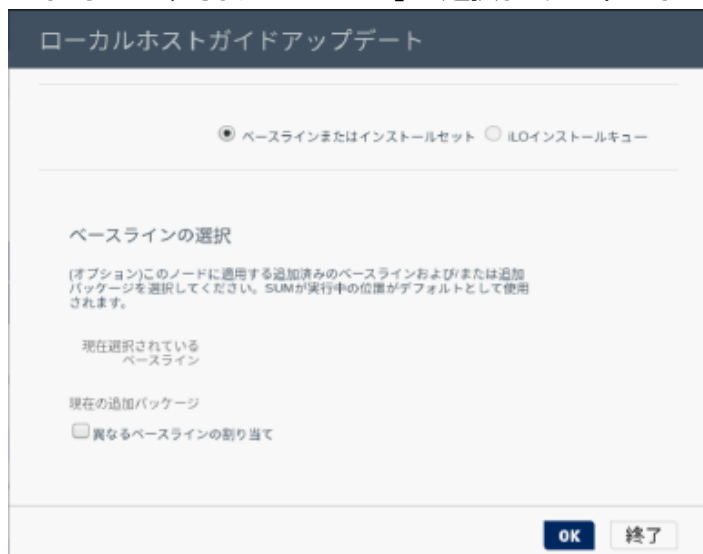 ローカルホストガイドアップデート
ベースラインまたはインストールセット iLOインストールキュー
ベースラインの選択
(オプション)このノードに適用する追加済みのベースラインおよび/または追加
パッケージを選択してください。SUMが実行中の位置がデフォルトとして使用
されます。
現在選択されている
ベースライン
現在の追加パッケージ
異なるベースラインの割り当て
OK 終了